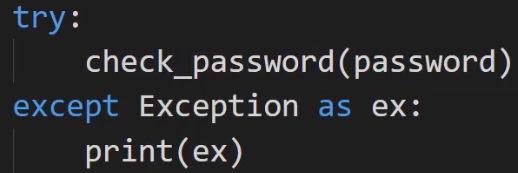 try:
    check_password(password)
except Exception as ex:
    print(ex)